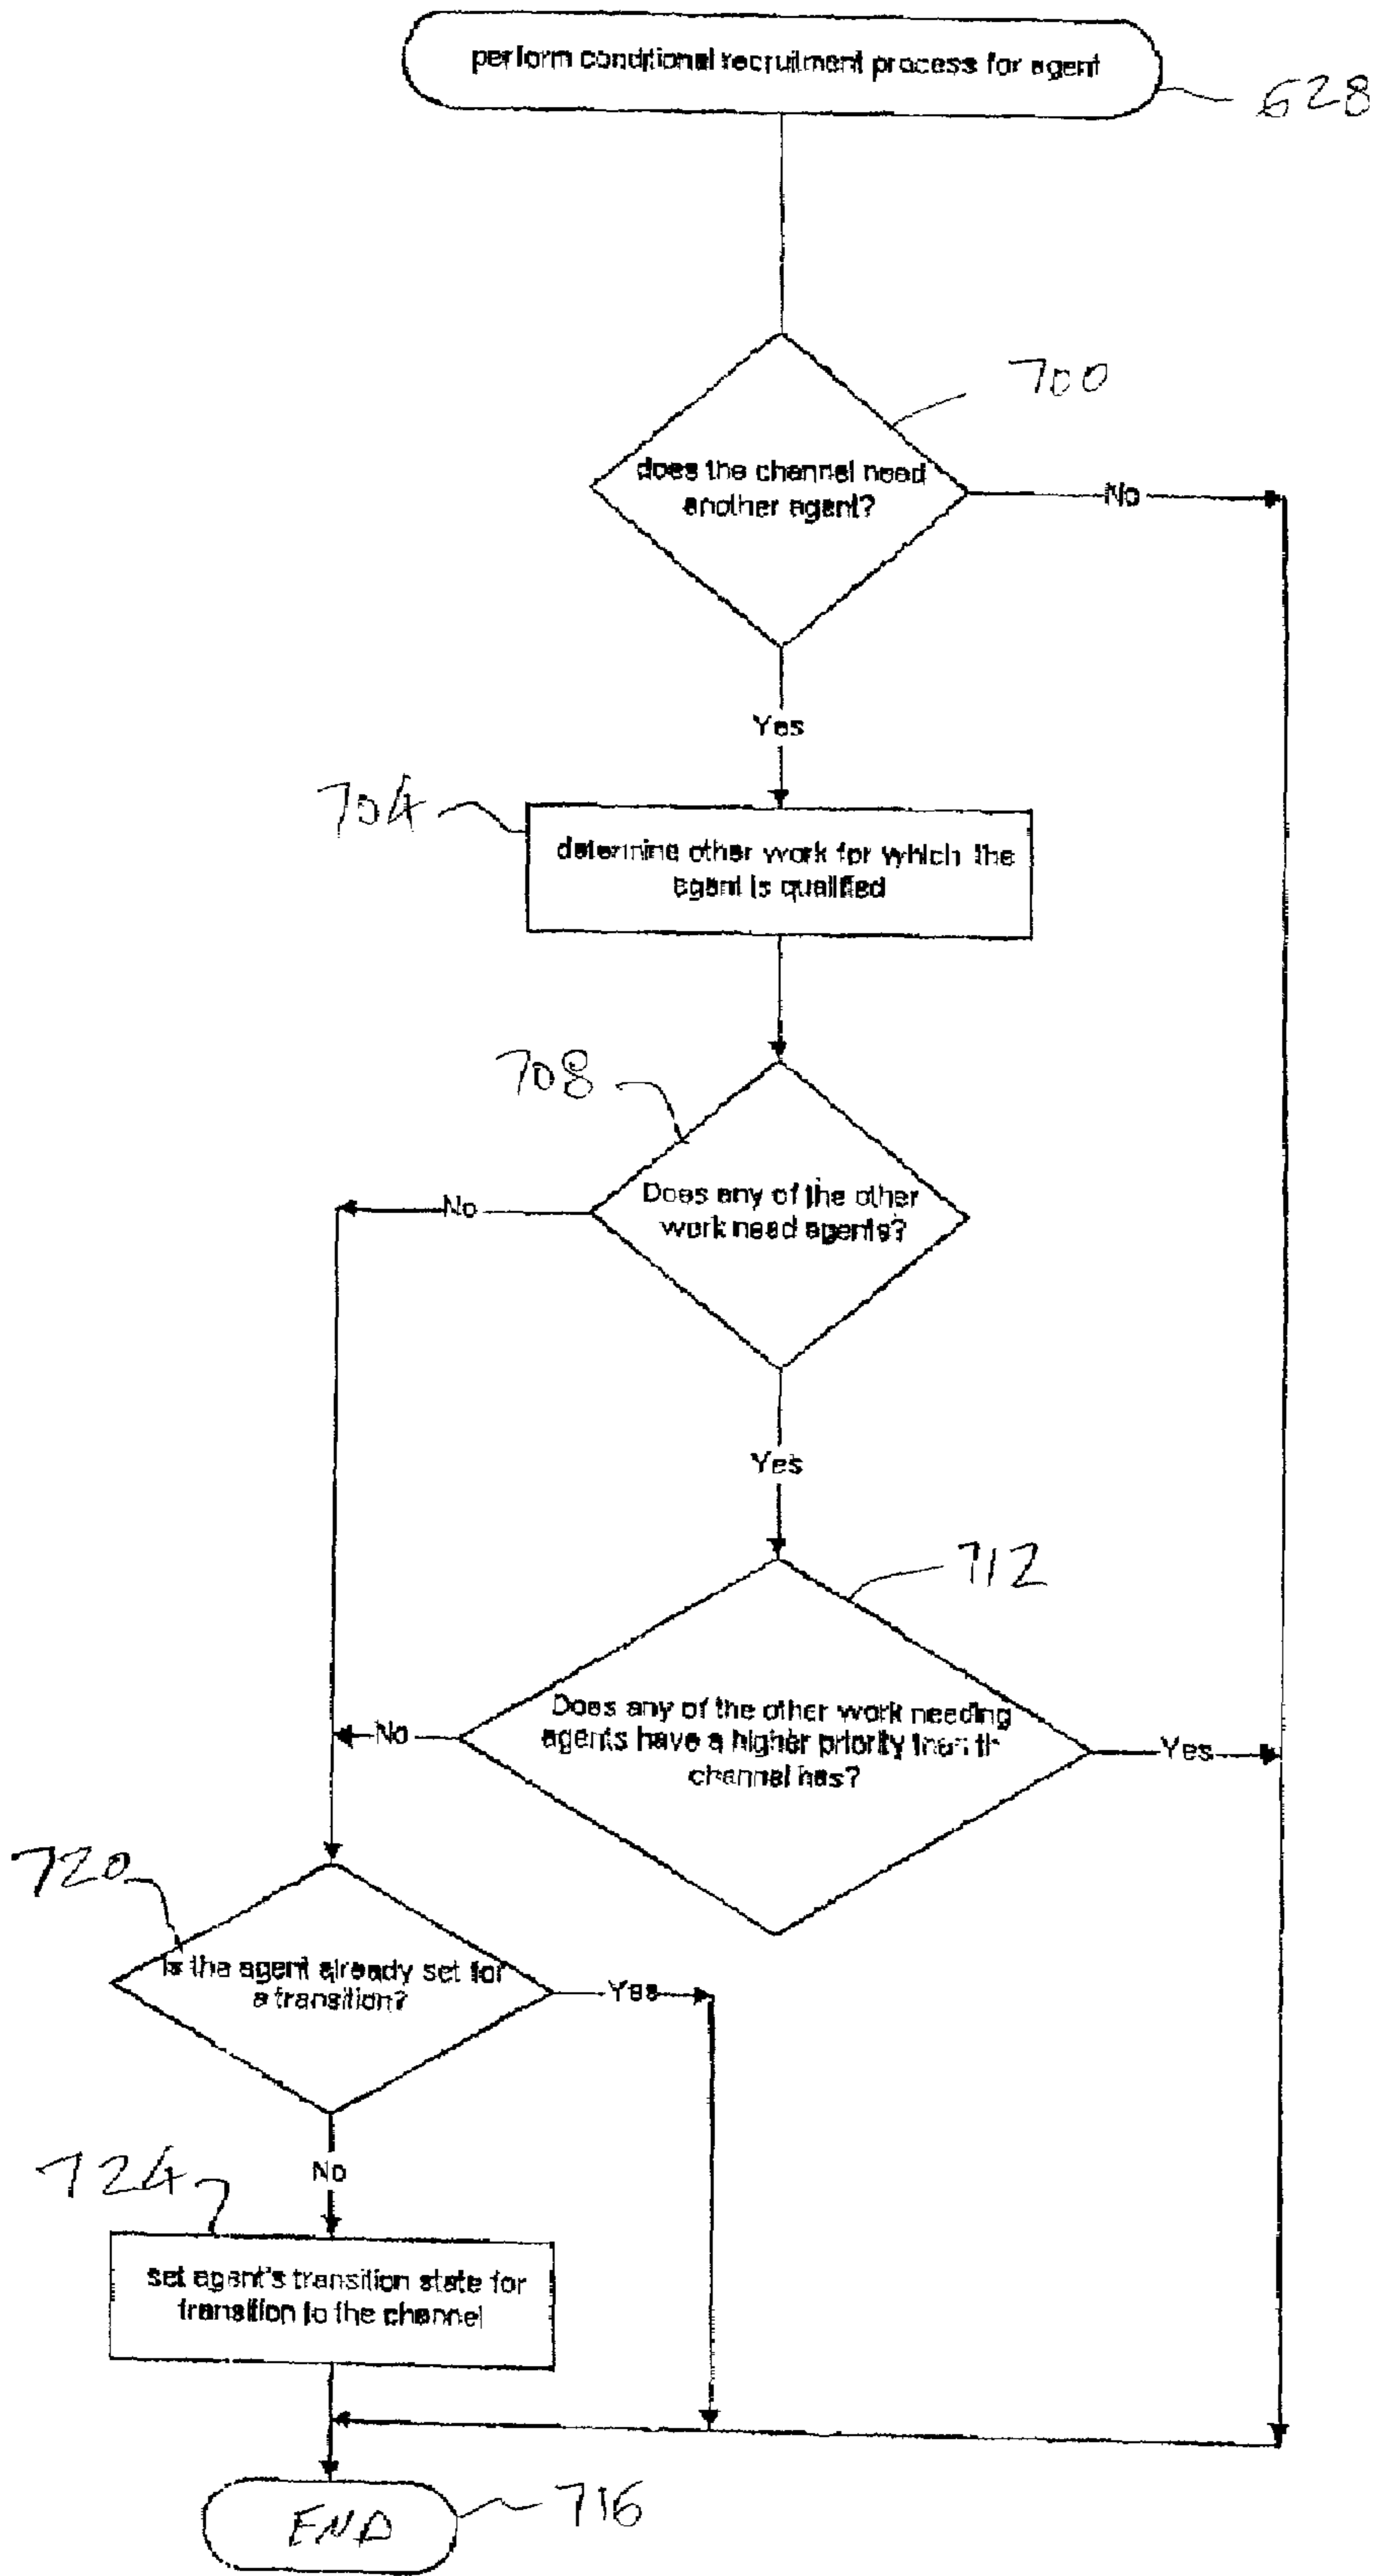 perform conditional recruitment process for agent
628
700
does the channel need
another agent?
No
Yes
704
determine other work for which the
agent is qualified
708
Does any of the other
work need agents?
No
Yes
712
Does any of the other work needing
agents have a higher priority than th
channel has?
No
Yes
720
Is the agent already set for
a transition?
Yes
No
724
set agent's transition state for
transition to the channel
END
716